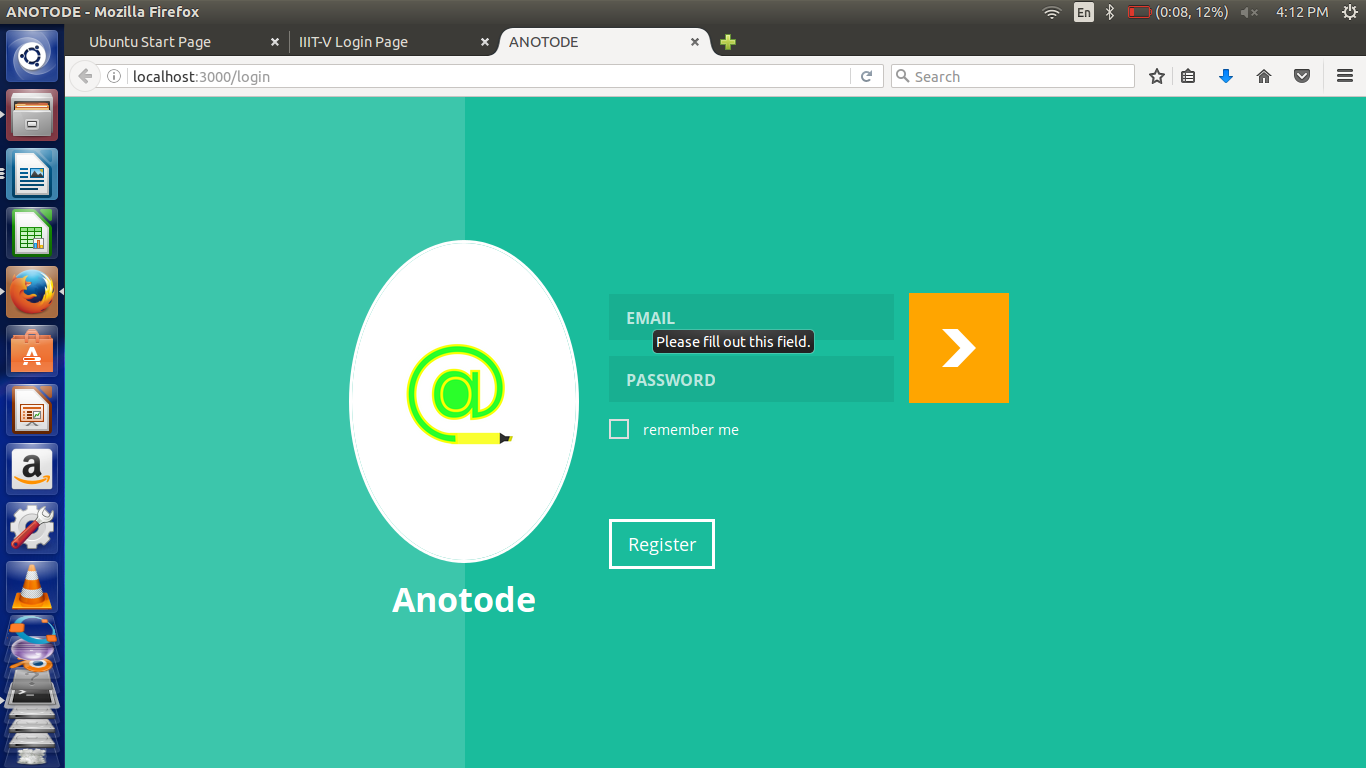 ANOTODE - Mozilla Firefox
En
(0:08, 12%)
4:12 PM
Ubuntu Start Page
IIIT-V Login Page
ANOTODE
localhost:3000/login
Search
EMAIL
Please fill out this field.
PASSWORD
remember me
Register
@
Anotode